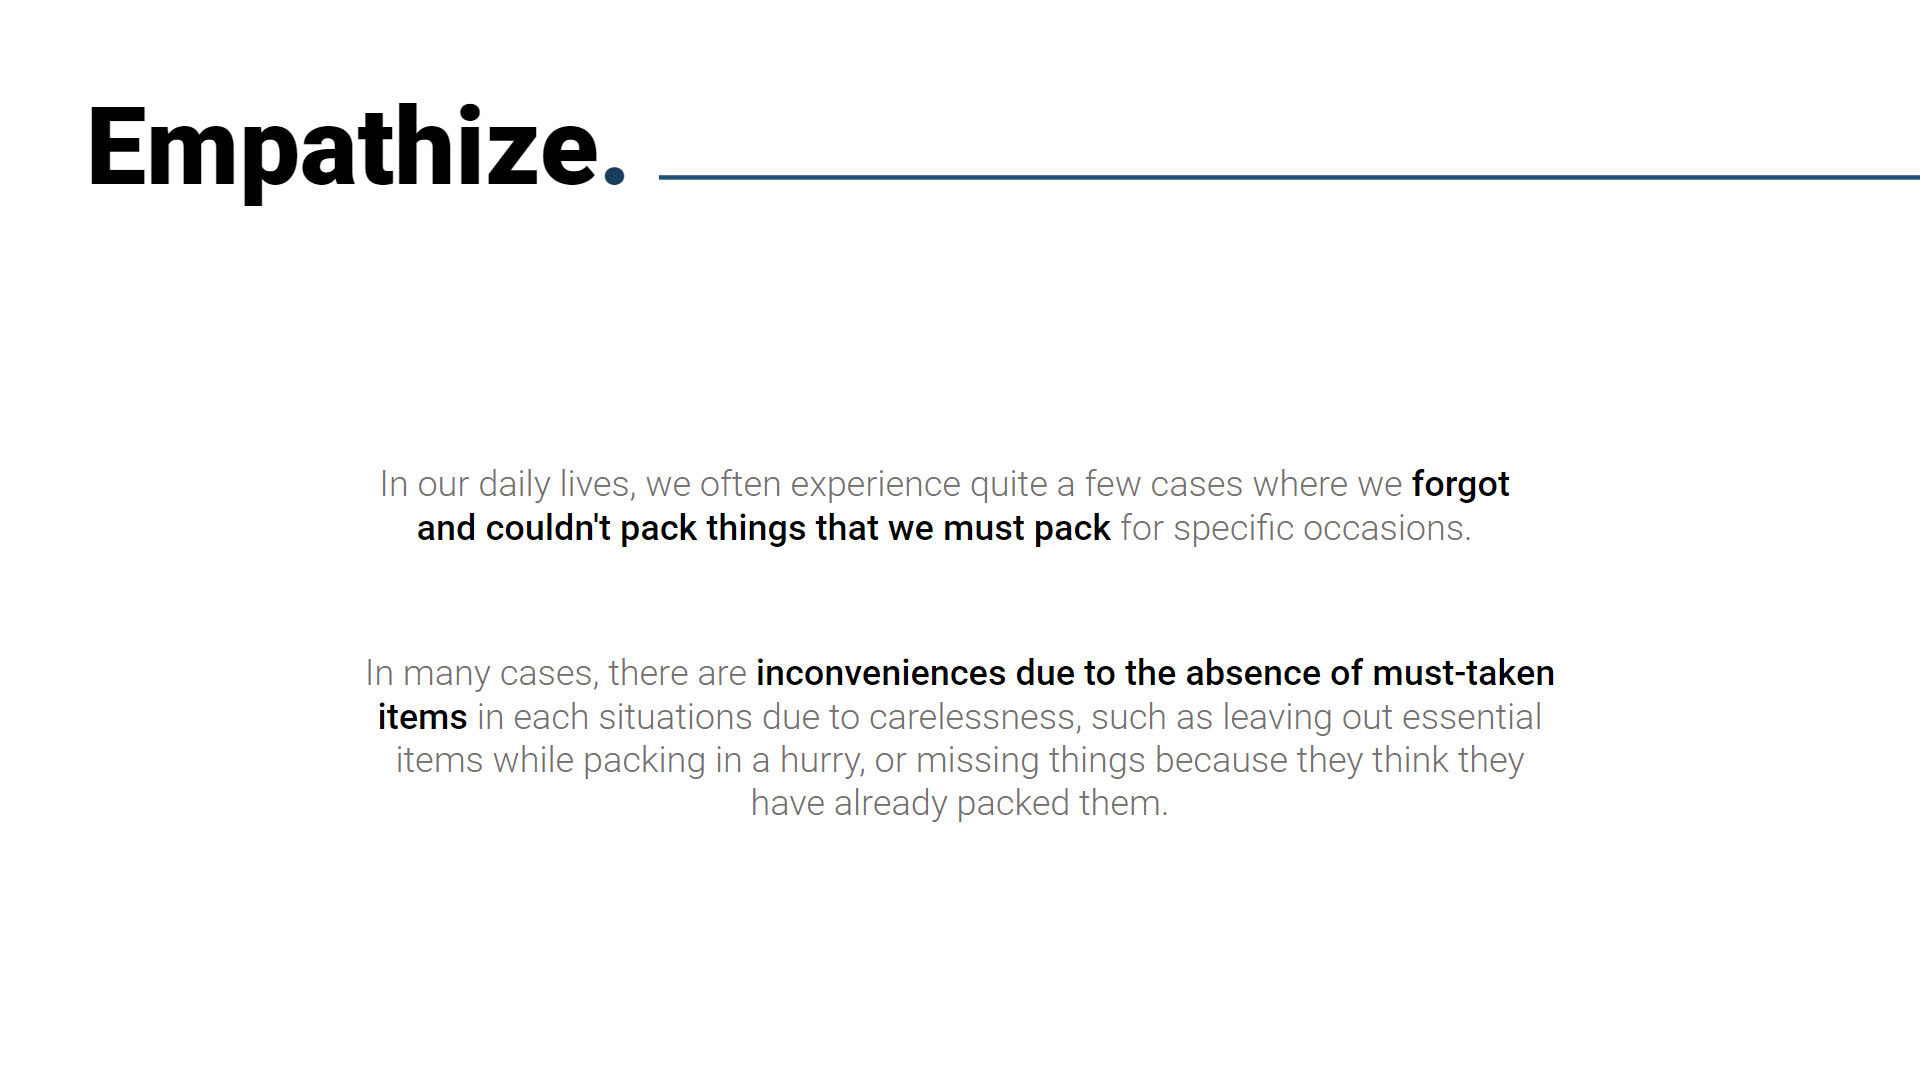 Empathize.
In our daily lives, we often experience quite a few cases where we forgot
and couldn't pack things that we must pack for specific occasions.
In many cases, there are inconveniences due to the absence of must-taken
items in each situations due to carelessness, such as leaving out essential
items while packing in a hurry, or missing things because they think they
have already packed them.